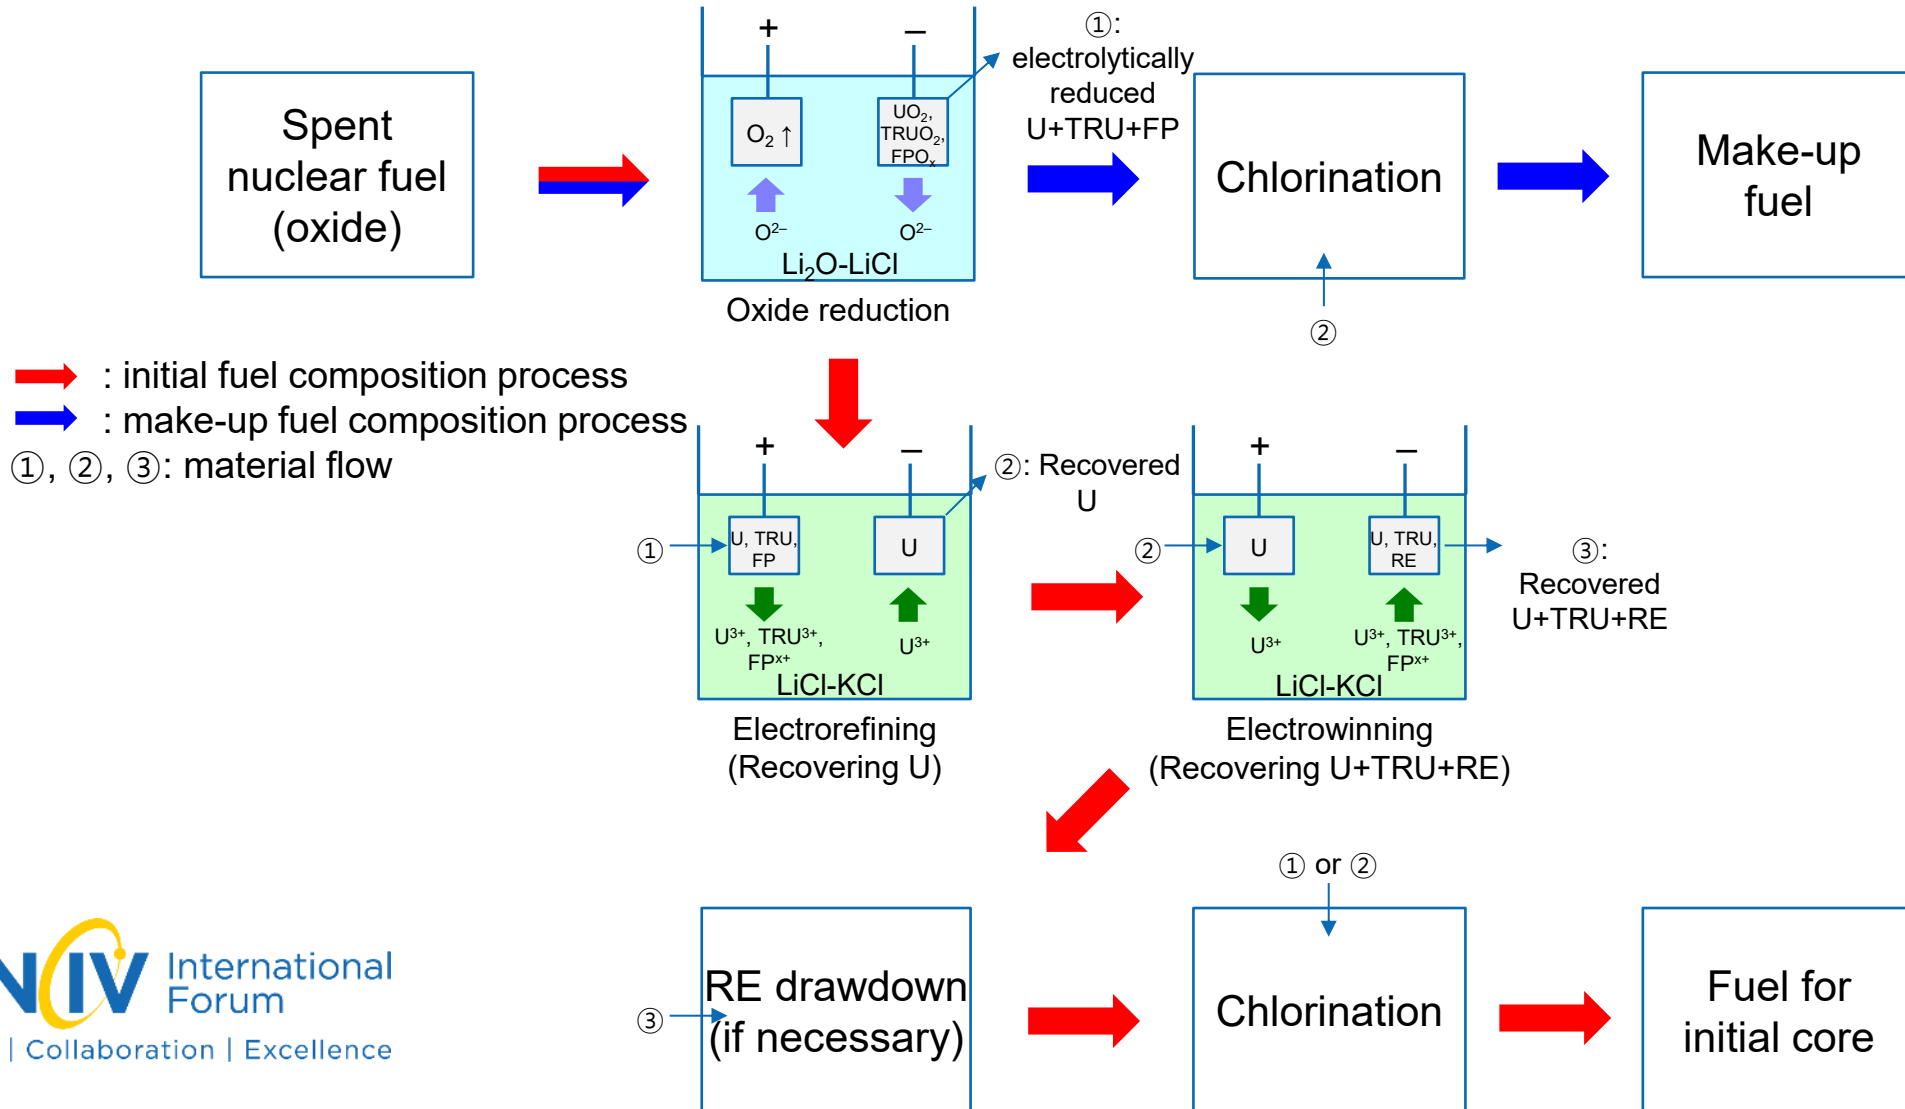 Spent
nuclear fuel
(oxide)
+
−
O₂ ↑
UO₂,
TRUO₂,
FPOₓ
O²⁻
O²⁻
Li₂O-LiCl
Oxide reduction
①:
electrolytically
reduced
U+TRU+FP
Chlorination
②
Make-up
fuel
: initial fuel composition process
: make-up fuel composition process
①, ②, ③: material flow
+
−
①
U, TRU,
FP
U
U³⁺, TRU³⁺,
FPˣ⁺
U³⁺
LiCl-KCl
Electrorefining
(Recovering U)
②: Recovered
U
+
−
②
U
U, TRU,
RE
U³⁺
U³⁺, TRU³⁺,
FPˣ⁺
LiCl-KCl
Electrowinning
(Recovering U+TRU+RE)
③:
Recovered
U+TRU+RE
③
RE drawdown
(if necessary)
① or ②
Chlorination
Fuel for
initial core
NIV International
Forum
| Collaboration | Excellence